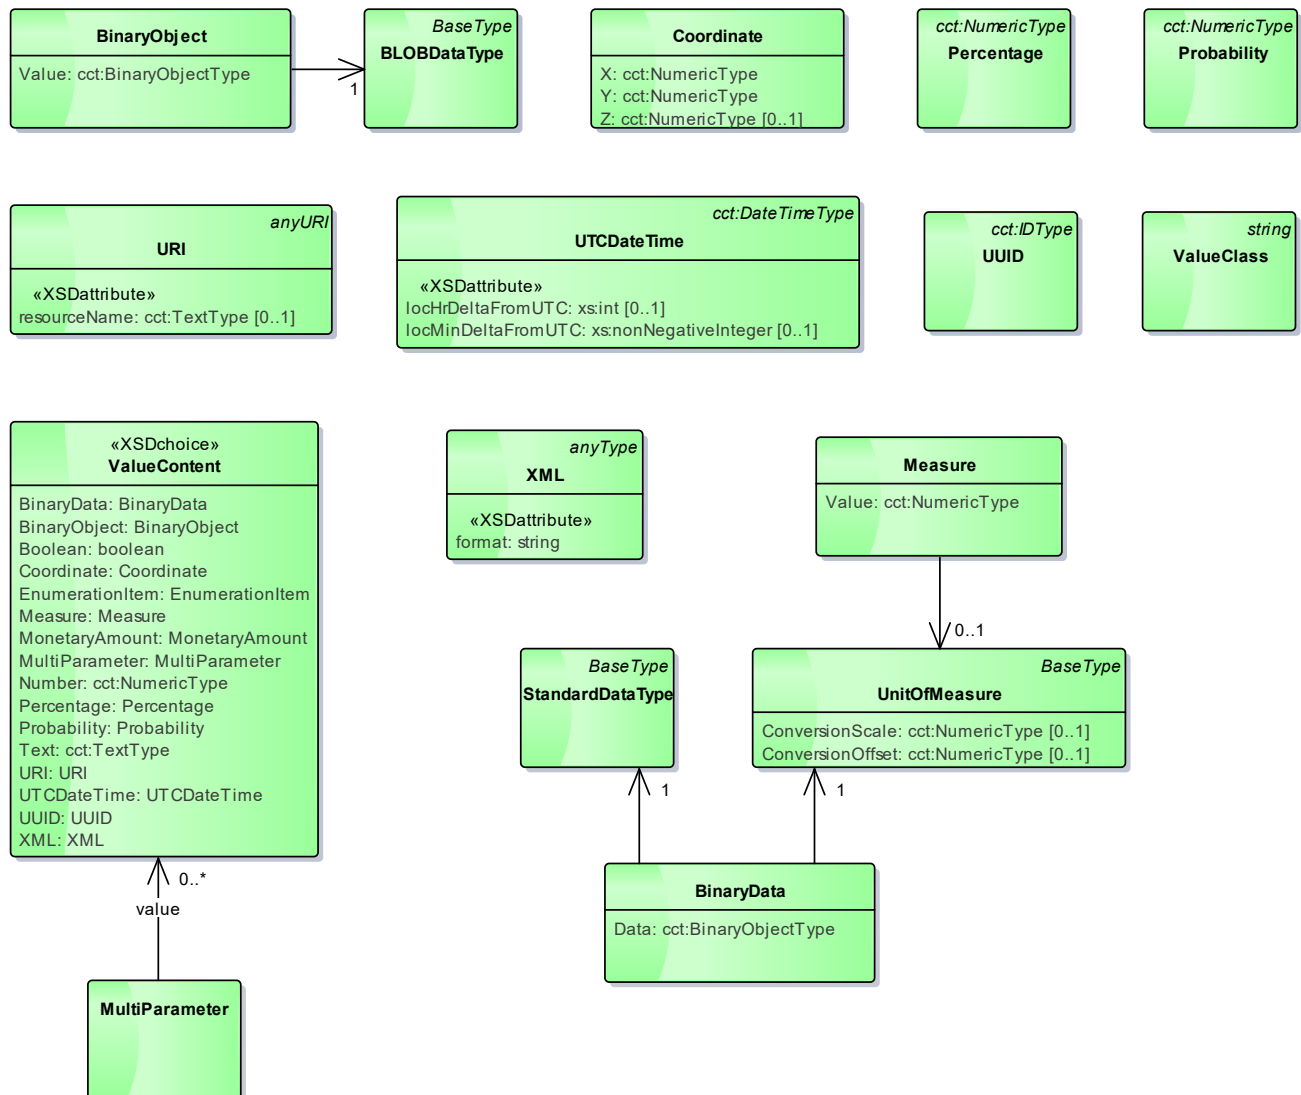 BinaryObject
Value: cct:BinaryObjectType
1
BaseType
BLOBDataType
Coordinate
X: cct:NumericType
Y: cct:NumericType
Z: cct:NumericType [0..1]
cct:NumericType
Percentage
cct:NumericType
Probability
anyURI
URI
«XSDattribute»
resourceName: cct:TextType [0..1]
cct:DateTimeType
UTCDateTime
«XSDattribute»
locHrDeltaFromUTC: xs:int [0..1]
locMinDeltaFromUTC: xs:nonNegativeInteger [0..1]
cct:IDType
UUID
string
ValueClass
«XSDchoice»
ValueContent
BinaryData: BinaryData
BinaryObject: BinaryObject
Boolean: boolean
Coordinate: Coordinate
EnumerationItem: EnumerationItem
Measure: Measure
MonetaryAmount: MonetaryAmount
MultiParameter: MultiParameter
Number: cct:NumericType
Percentage: Percentage
Probability: Probability
Text: cct:TextType
URI: URI
UTCDateTime: UTCDateTime
UUID: UUID
XML: XML
0..*
value
MultiParameter
anyType
XML
«XSDattribute»
format: string
Measure
Value: cct:NumericType
0..1
BaseType
StandardDataType
BaseType
UnitOfMeasure
ConversionScale: cct:NumericType [0..1]
ConversionOffset: cct:NumericType [0..1]
1
1
BinaryData
Data: cct:BinaryObjectType